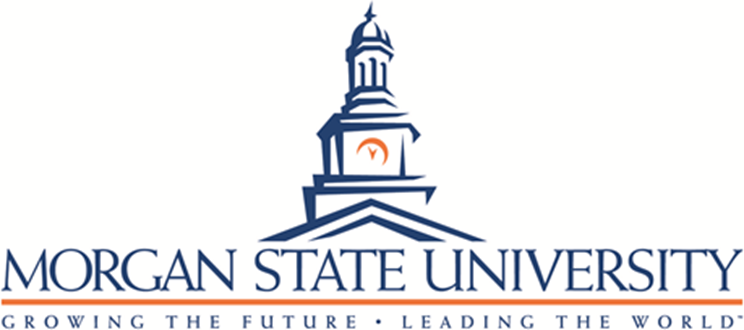 MORGAN STATE UNIVERSITY
GROWING THE FUTURE • LEADING THE WORLD™